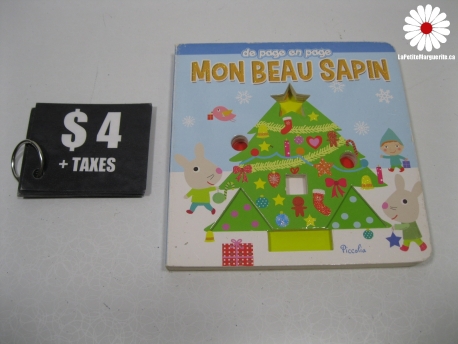 LaPetiteMarguerite.ca
$4
+ TAXES
de page en page
MON BEAU SAPIN
Piccolia